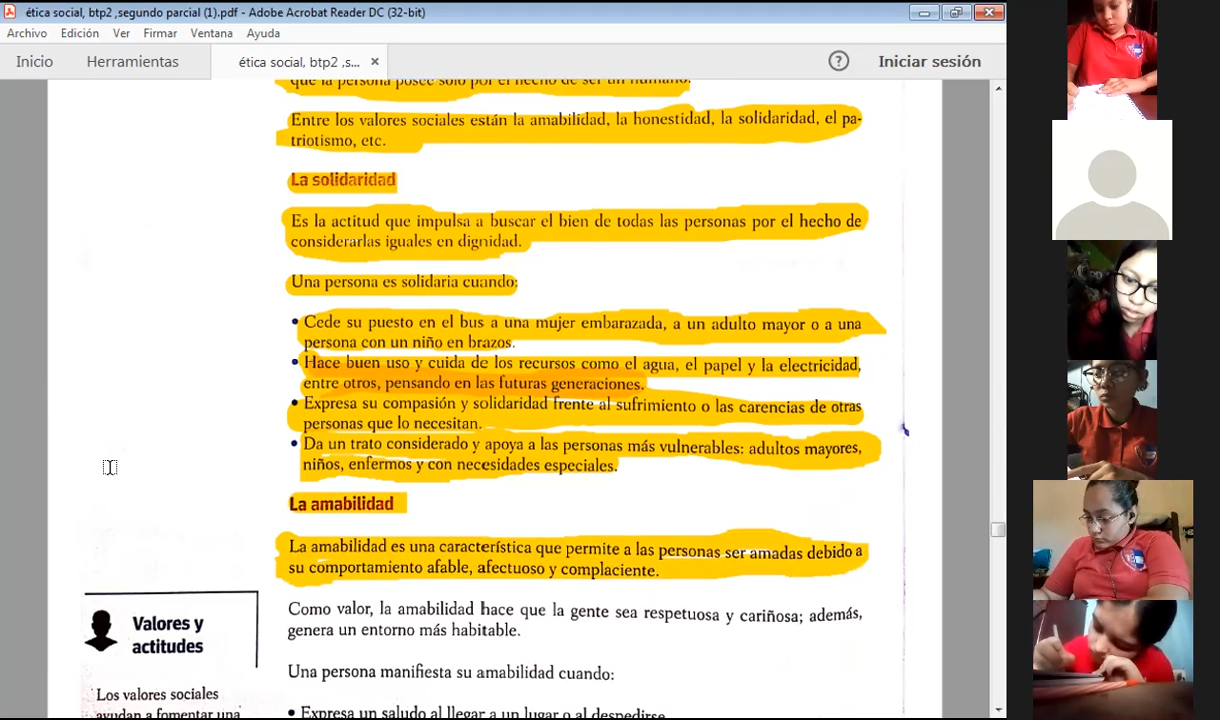 ética social, btp2 ,segundo parcial (1).pdf - Adobe Acrobat Reader DC (32-bit)
Archivo Edición Ver Firmar Ventana Ayuda
Inicio Herramientas ética social, btp2 ,s... × ? Iniciar sesión
que la persona posee solo por el hecho de ser un humano.
Entre los valores sociales están la amabilidad, la honestidad, la solidaridad, el pa-
triotismo, etc.
La solidaridad
Es la actitud que impulsa a buscar el bien de todas las personas por el hecho de
considerarlas iguales en dignidad.
Una persona es solidaria cuando:
• Cede su puesto en el bus a una mujer embarazada, a un adulto mayor o a una
persona con un niño en brazos.
• Hace buen uso y cuida de los recursos como el agua, el papel y la electricidad,
entre otros, pensando en las futuras generaciones.
• Expresa su compasión y solidaridad frente al sufrimiento o las carencias de otras
personas que lo necesitan.
• Da un trato considerado y apoya a las personas más vulnerables: adultos mayores,
niños, enfermos y con necesidades especiales.
La amabilidad
La amabilidad es una característica que permite a las personas ser amadas debido a
su comportamiento afable, afectuoso y complaciente.
Como valor, la amabilidad hace que la gente sea respetuosa y cariñosa; además,
genera un entorno más habitable.
Una persona manifiesta su amabilidad cuando:
• Expresa un saludo al llegar a un lugar o al despedirse
Valores y
actitudes
Los valores sociales
ayudan a fomentar una